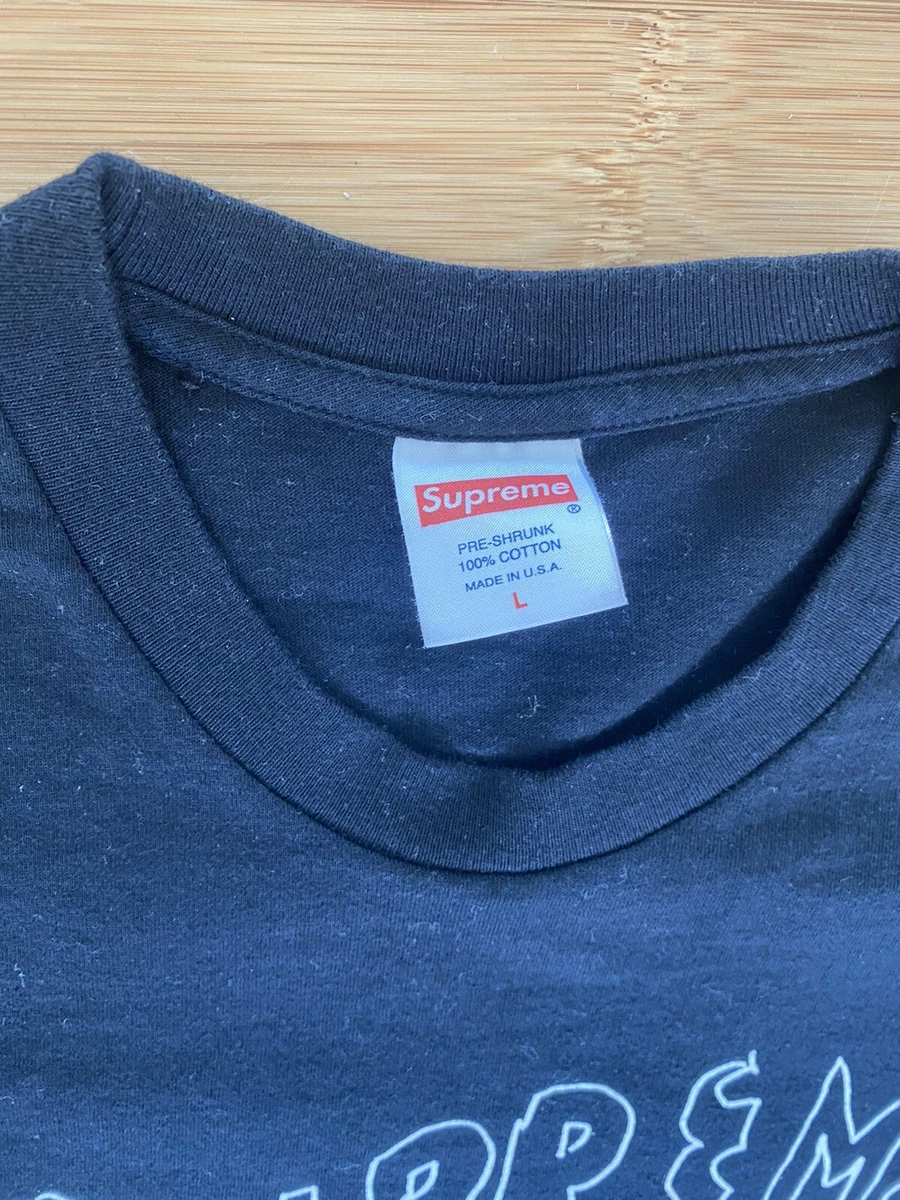 Supreme ®
PRE-SHRUNK
100% COTTON
MADE IN U.S.A.
L